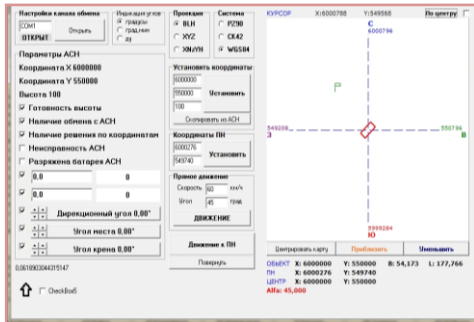 Настройки канала обмена
COM1
ОТКРЫТ
Открыть
Индикация углов
градусы
град,мин
ду
Проекция
BLH
XYZ
XNJYH
Система
PZ90
CK42
WGS84
Параметры АСН
Координата X 6000000
Координата Y 550000
Высота 100
Готовность высоты
Наличие обмена с АСН
Наличие решения по координатам
Неисправность АСН
Разряжена батарея АСН
0,0
0
0,0
0
Дирекционный угол 0,00°
Угол места 0,00°
Угол крена 0,00°
CheckBox5
Установить координаты
6000000
550000
100
Установить
Скопировать из АСН
Координаты ПН
6000276
549740
Установить
Прямое движение
Скорость 60 км/ч
Угол 45 град
ДВИЖЕНИЕ
Движение к ПН
Повернуть
КУРСОР X:6000788 Y:549568
По центру
С
6000796
549208
З
550796
В
5999204
Ю
Центрировать карту
Приблизить
Уменьшить
ОБЪЕКТ X: 6000000 Y: 550000 B: 54,173 L: 177,766
ПН X: 6000276 Y: 549740
ЦЕНТР X: 6000000 Y: 550000
Alfa: 45,000